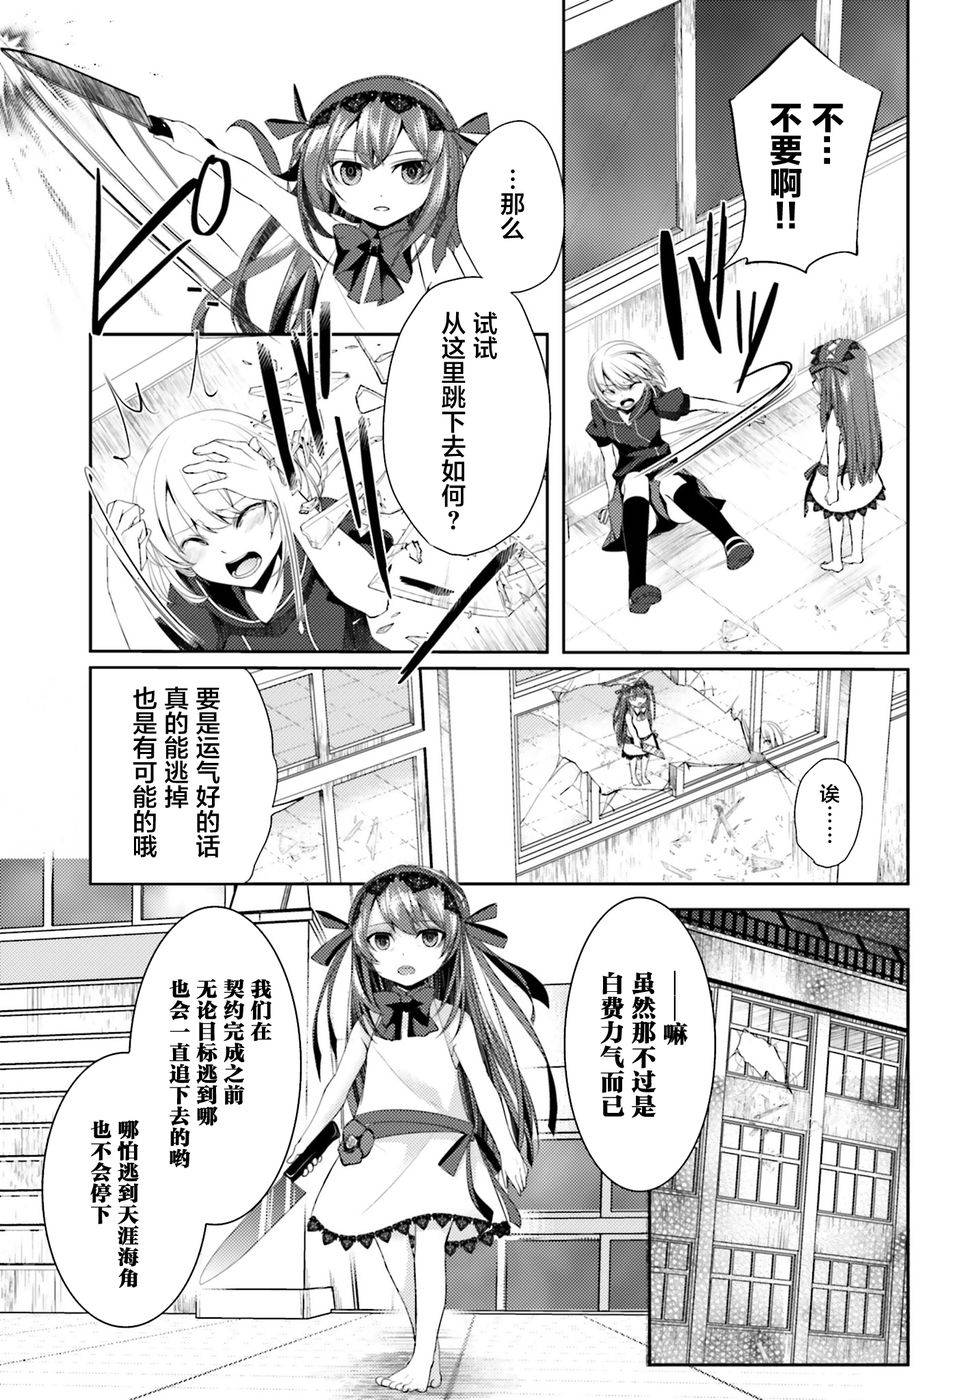 不…
不要啊!!
…那么
试试
从这里跳下去如何？
诶……
要是运气好的话
真的能逃掉
也是有可能的哦
——嘛
虽然那不过是
白费力气而已
我们在
契约完成之前
无论目标逃到哪
也会一直追下去的哟
哪怕逃到天涯海角
也不会停下